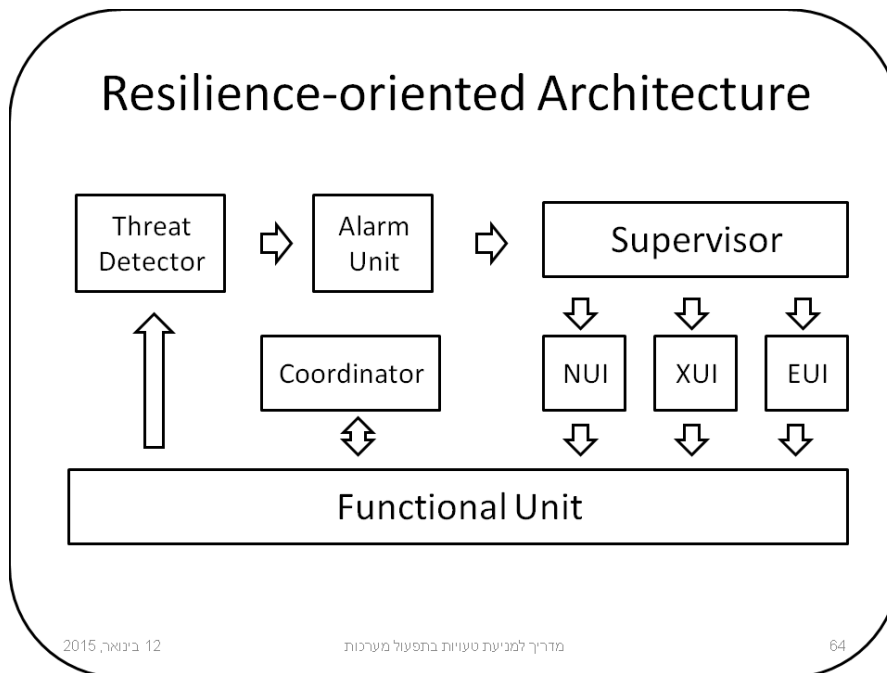 Resilience-oriented Architecture
Threat
Detector
Alarm
Unit
Supervisor
Coordinator
NUI
XUI
EUI
Functional Unit
12 בינואר, 2015
מדריך למניעת טעויות בתפעול מערכות
64